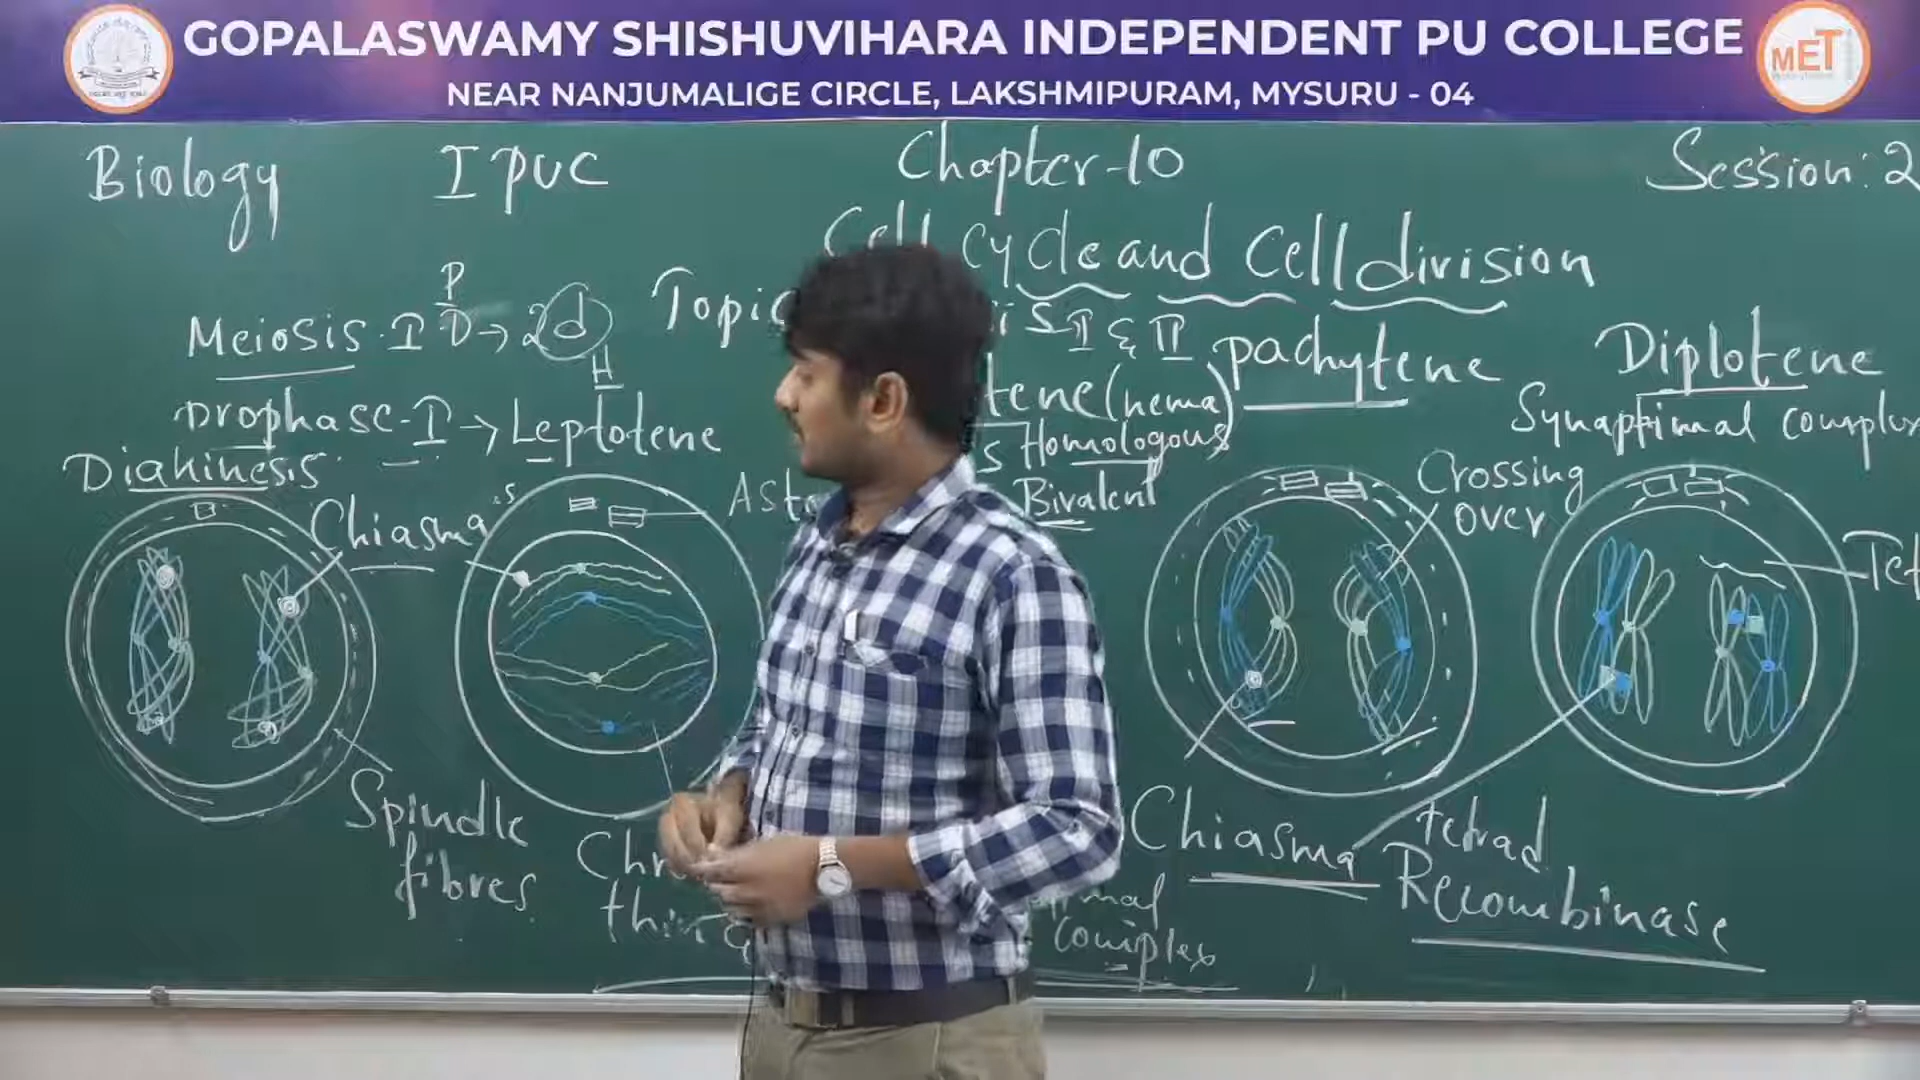 GOPALASWAMY SHISHUVIHARA INDEPENDENT PU COLLEGE
NEAR NANJUMALIGE CIRCLE, LAKSHMIPURAM, MYSURU - 04
MET
Biology I PUC Chapter-10 Session: 2
Cell Cycle and Cell division
Topic I & II
P
Meiosis-I D → 2d
H
Prophase-I → Leptotene
tene (nema)
Homologous
Bivalent
pachytene
Diplotene
Diakinesis
Chiasma
Crossing
over
Spindle
fibres
Complex
Chiasma
tetrad
Recombinase